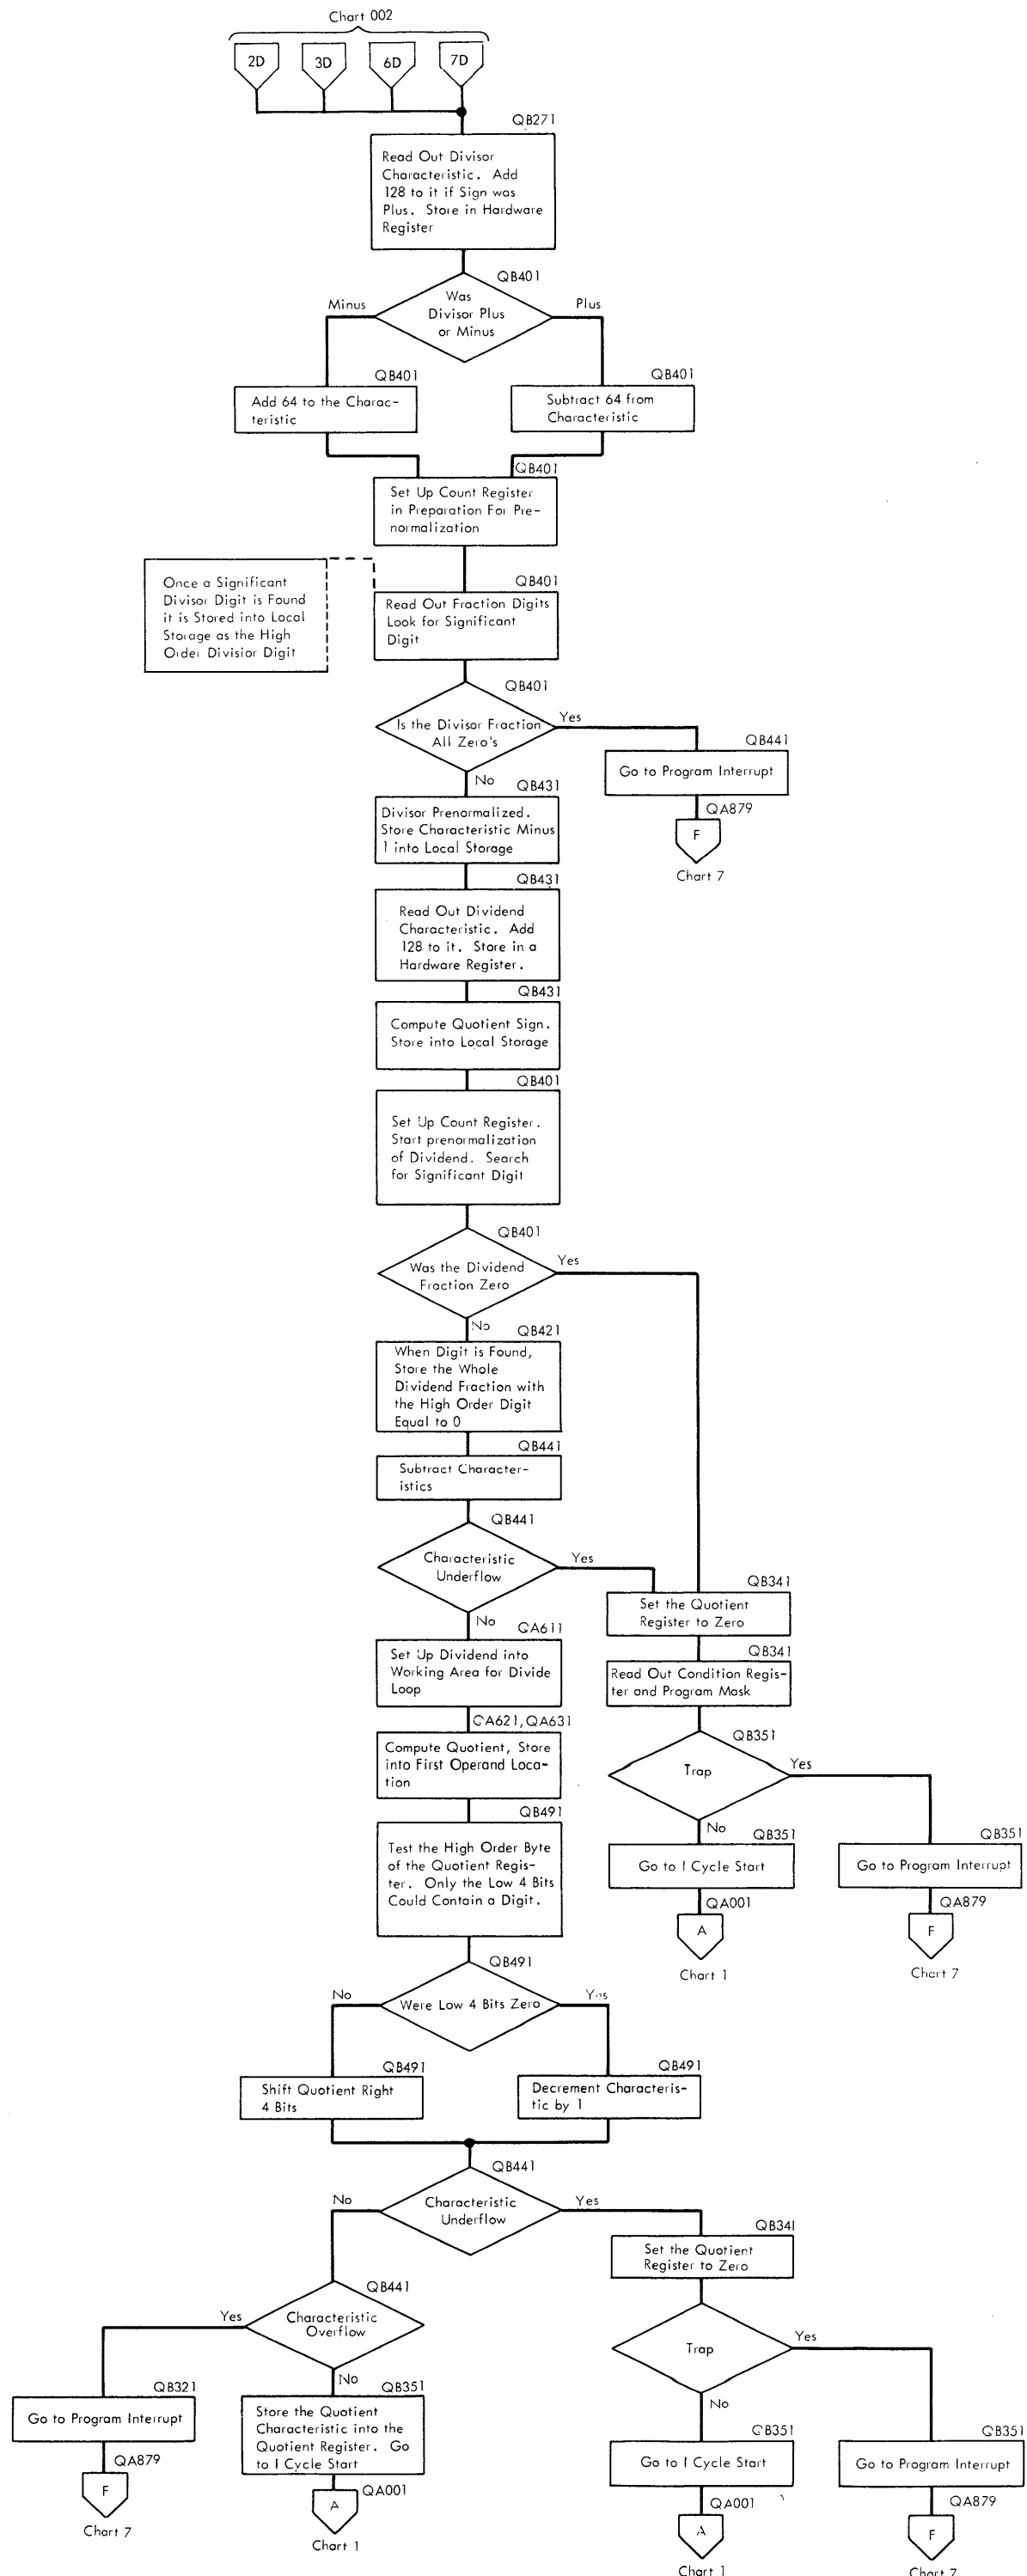 Chart 002
2D
3D
6D
7D
QB271
Read Out Divisor
Characteristic. Add
128 to it if Sign was
Plus. Store in Hardware
Register
QB401
Was
Divisor Plus
or Minus
Minus
Plus
QB401
Add 64 to the Charac-
teristic
QB401
Subtract 64 from
Characteristic
QB401
Set Up Count Register
in Preparation For Pre-
normalization
Once a Significant
Divisor Digit is Found
it is Stored into Local
Storage as the High
Order Divisior Digit
QB401
Read Out Fraction Digits
Look for Significant
Digit
QB401
Is the Divisor Fraction
All Zero's
Yes
QB441
Go to Program Interrupt
QA879
F
Chart 7
No
QB431
Divisor Prenormalized.
Store Characteristic Minus
1 into Local Storage
QB431
Read Out Dividend
Characteristic. Add
128 to it. Store in a
Hardware Register.
QB431
Compute Quotient Sign.
Store into Local Storage
QB401
Set Up Count Register.
Start prenormalization
of Dividend. Search
for Significant Digit
QB401
Was the Dividend
Fraction Zero
Yes
No
QB421
When Digit is Found,
Store the Whole
Dividend Fraction with
the High Order Digit
Equal to 0
QB441
Subtract Character-
istics
QB441
Characteristic
Underflow
Yes
QB341
Set the Quotient
Register to Zero
No
QA611
Set Up Dividend into
Working Area for Divide
Loop
QB341
Read Out Condition Regis-
ter and Program Mask
QA621, QA631
Compute Quotient, Store
into First Operand Loca-
tion
QB351
Trap
Yes
No
QB491
Test the High Order Byte
of the Quotient Regis-
ter. Only the Low 4 Bits
Could Contain a Digit.
QB351
Go to I Cycle Start
QA001
A
Chart 1
QB351
Go to Program Interrupt
QA879
F
Chart 7
QB491
Were Low 4 Bits Zero
No
Yes
QB491
Shift Quotient Right
4 Bits
QB491
Decrement Characteris-
tic by 1
QB441
Characteristic
Underflow
No
Yes
QB341
Set the Quotient
Register to Zero
QB441
Characteristic
Overflow
Yes
No
Trap
Yes
No
QB321
Go to Program Interrupt
QA879
F
Chart 7
QB351
Store the Quotient
Characteristic into the
Quotient Register. Go
to I Cycle Start
QA001
A
Chart 1
QB351
Go to I Cycle Start
QA001
A
Chart 1
QB351
Go to Program Interrupt
QA879
F
Chart 7